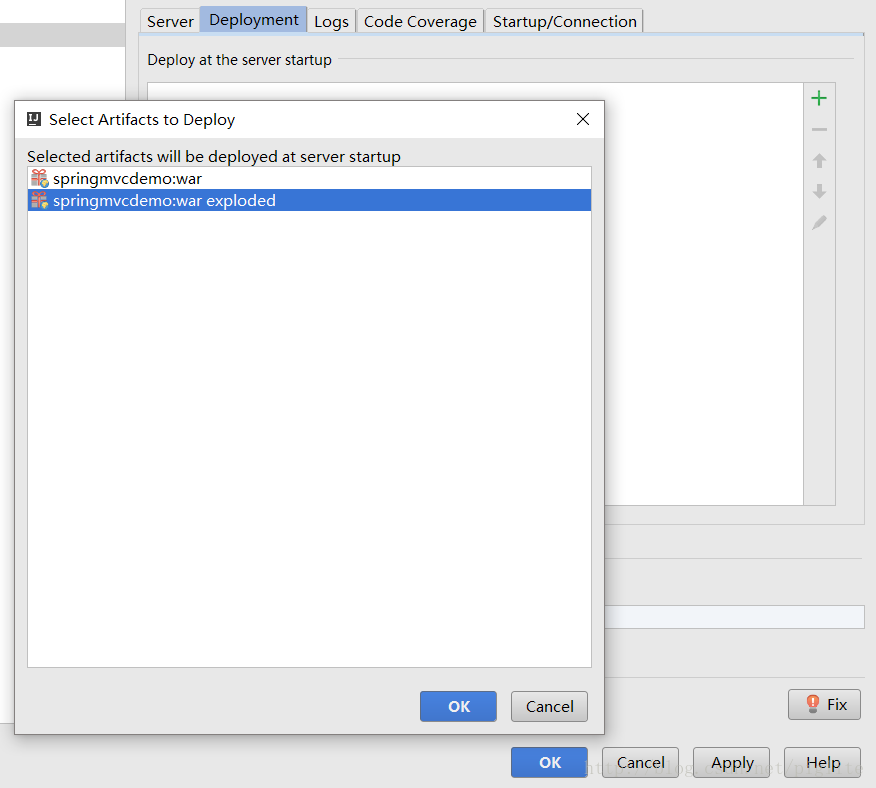 Server Deployment Logs Code Coverage Startup/Connection
Deploy at the server startup
Select Artifacts to Deploy
Selected artifacts will be deployed at server startup
springmvcdemo:war
springmvcdemo:war exploded
OK Cancel
Fix
OK Cancel Apply Help